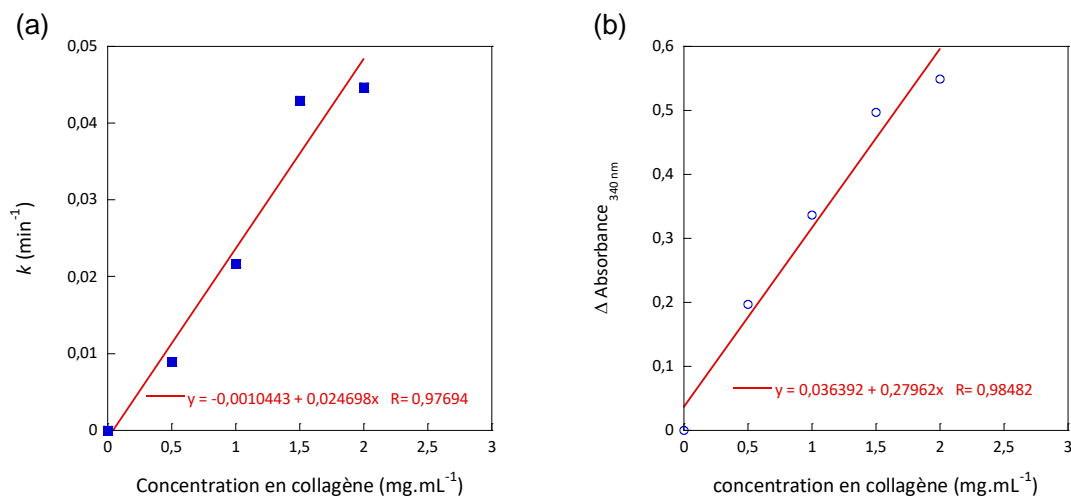 (a)
0,05
0,04
0,03
0,02
0,01
0
k (min-1)
y = -0,0010443 + 0,024698x R= 0,97694
0 0,5 1 1,5 2 2,5 3
Concentration en collagène (mg.mL-1)
(b)
0,6
0,5
0,4
0,3
0,2
0,1
0
Δ Absorbance 340 nm
y = 0,036392 + 0,27962x R= 0,98482
0 0,5 1 1,5 2 2,5 3
concentration en collagène (mg.mL-1)